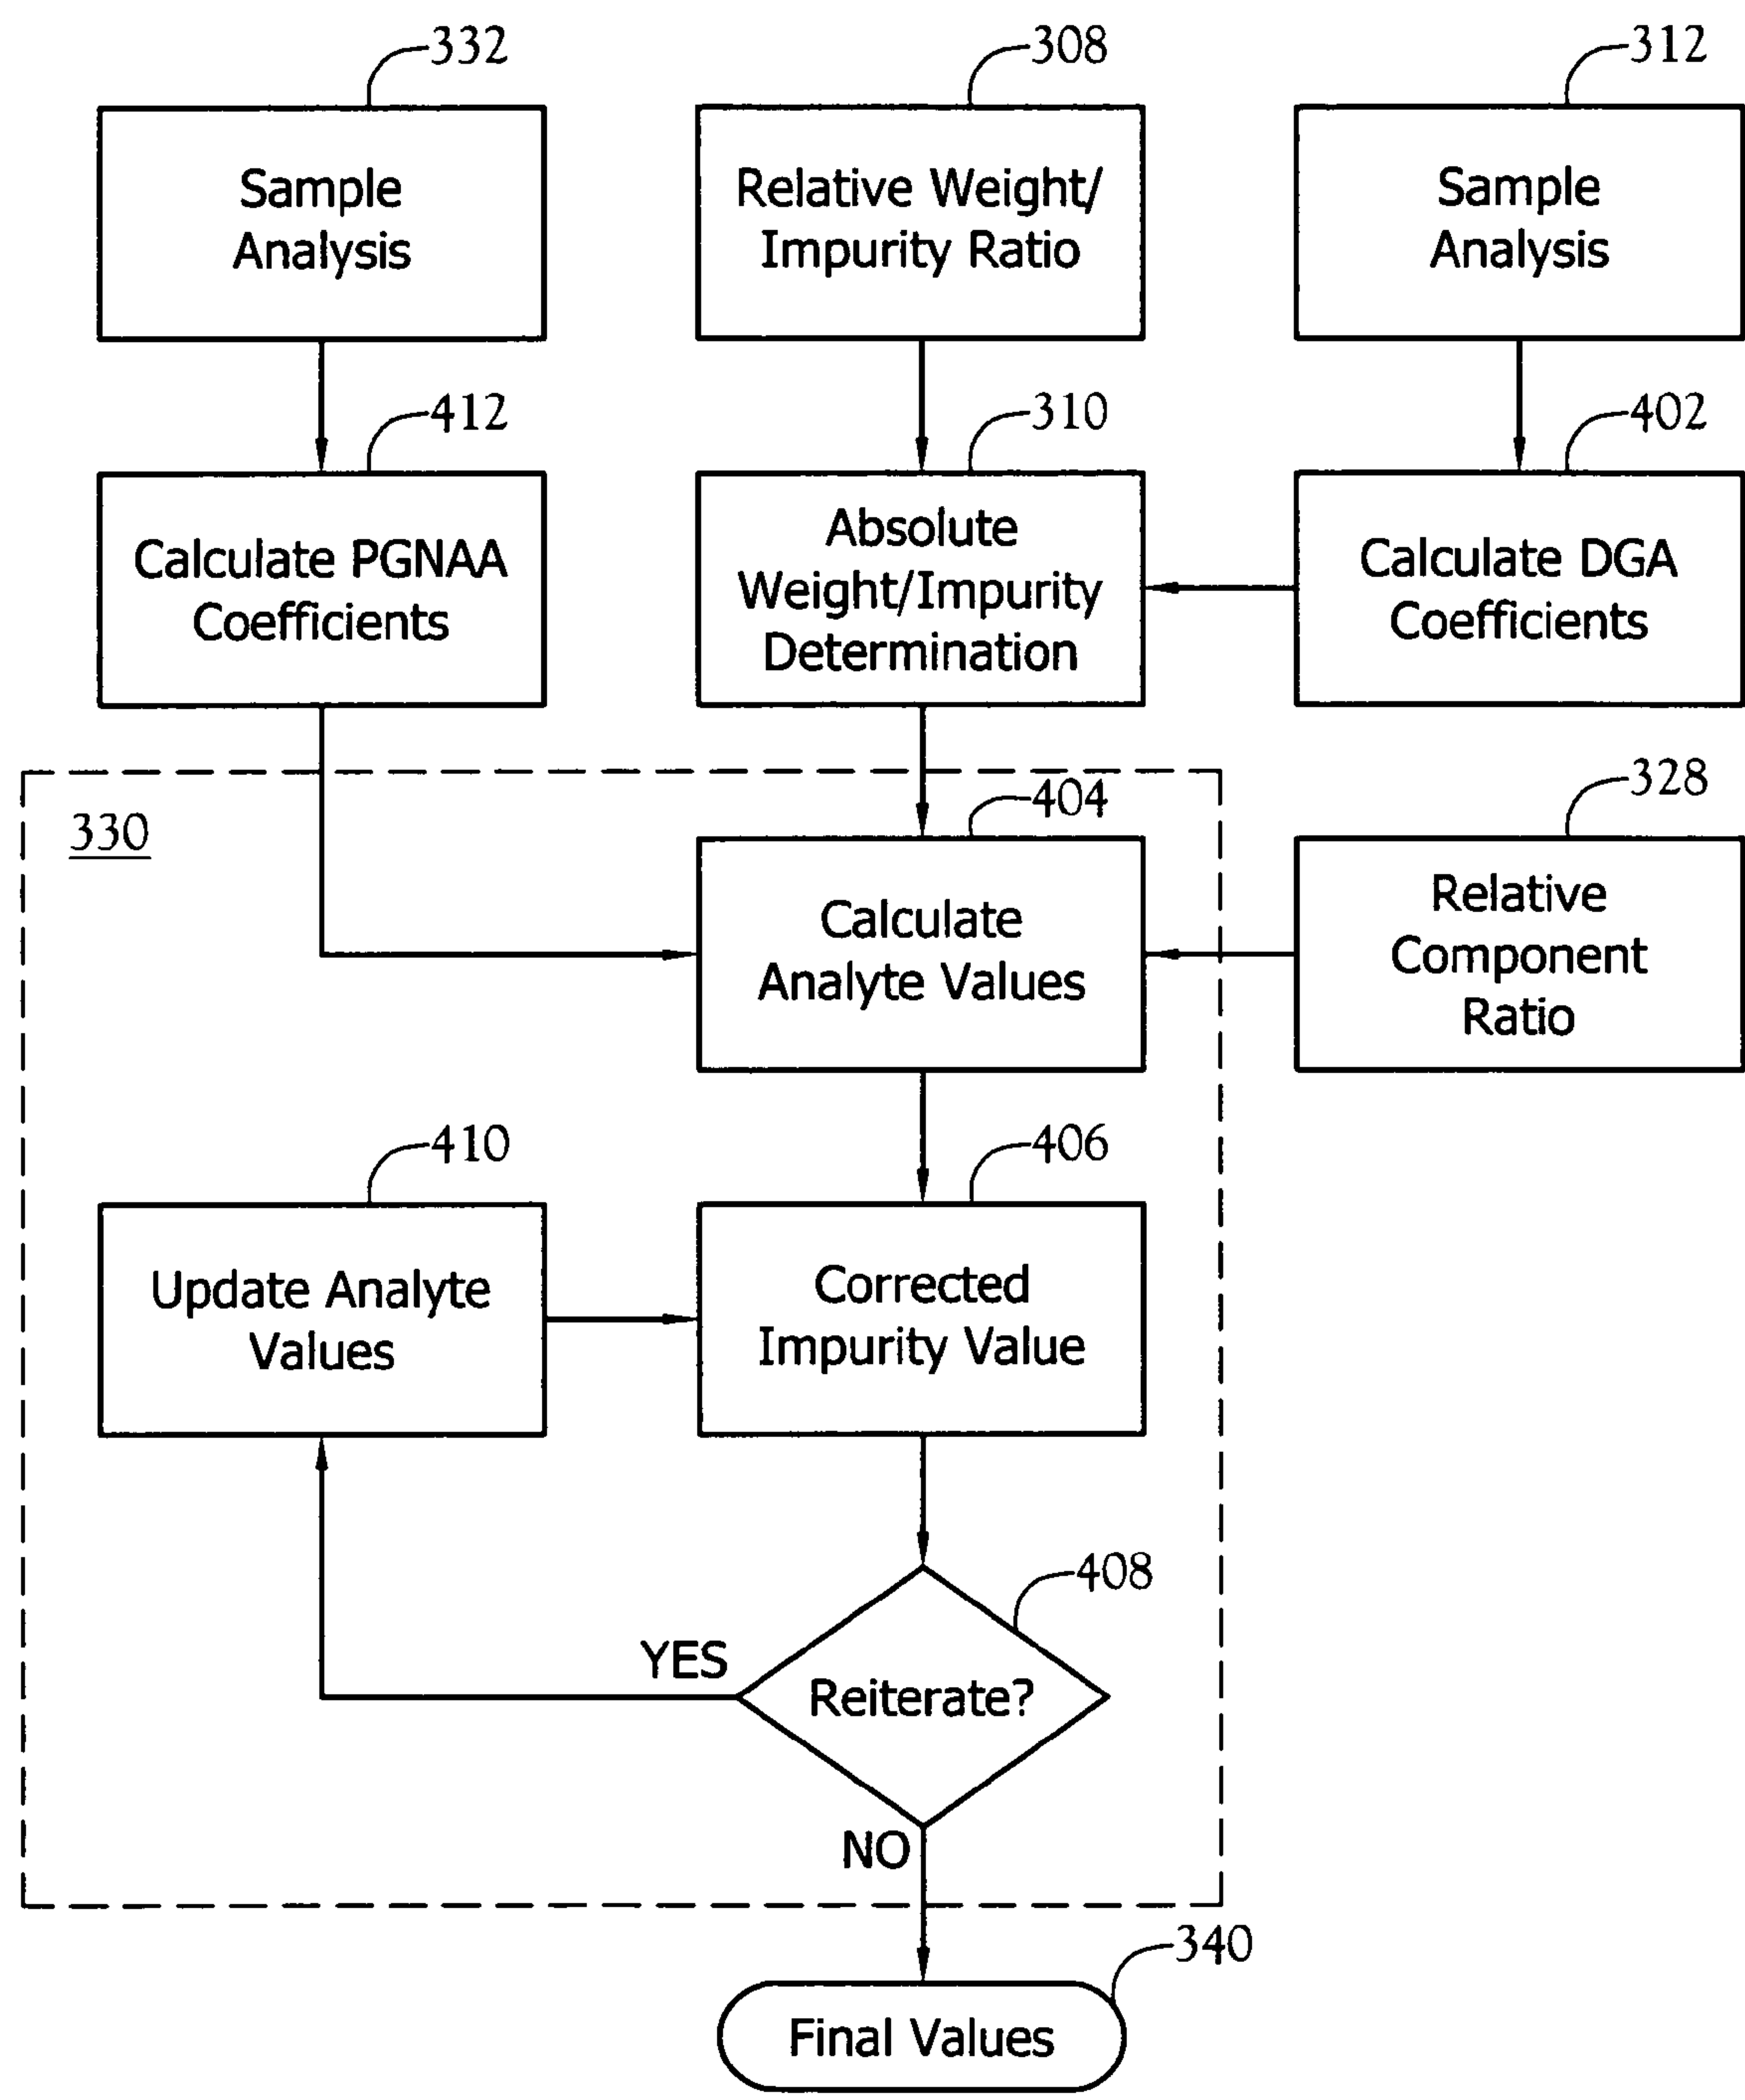 332
308
312
Sample
Analysis
Relative Weight/
Impurity Ratio
Sample
Analysis
412
310
402
Calculate PGNAA
Coefficients
Absolute
Weight/Impurity
Determination
Calculate DGA
Coefficients
330
404
328
Calculate
Analyte Values
Relative
Component
Ratio
410
406
Update Analyte
Values
Corrected
Impurity Value
408
YES
Reiterate?
NO
340
Final Values